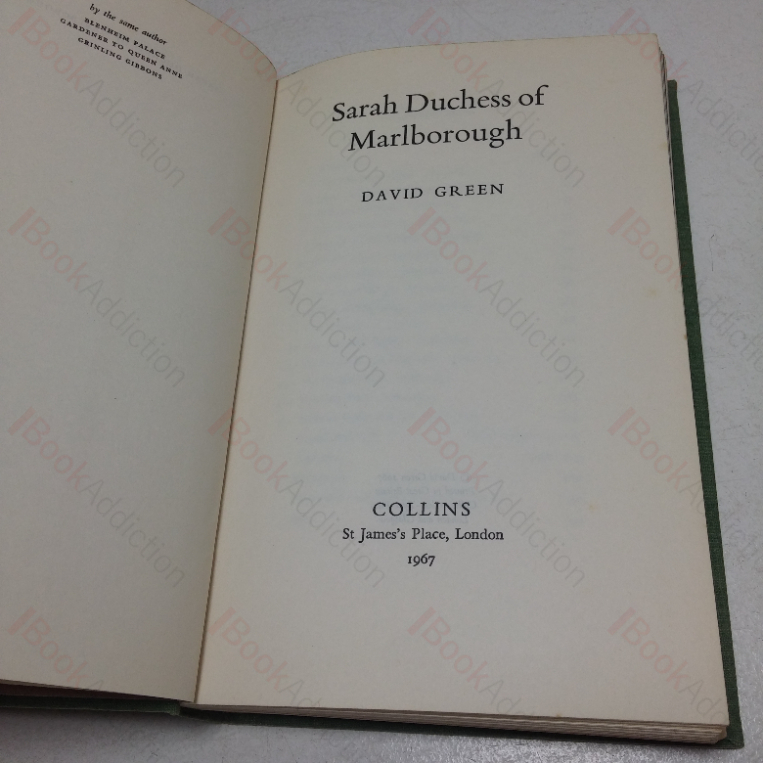 by the same author
BLENHEIM PALACE
GARDENER TO QUEEN ANNE
GRINLING GIBBONS
Sarah Duchess of
Marlborough
DAVID GREEN
COLLINS
St James's Place, London
1967
BookAddiction